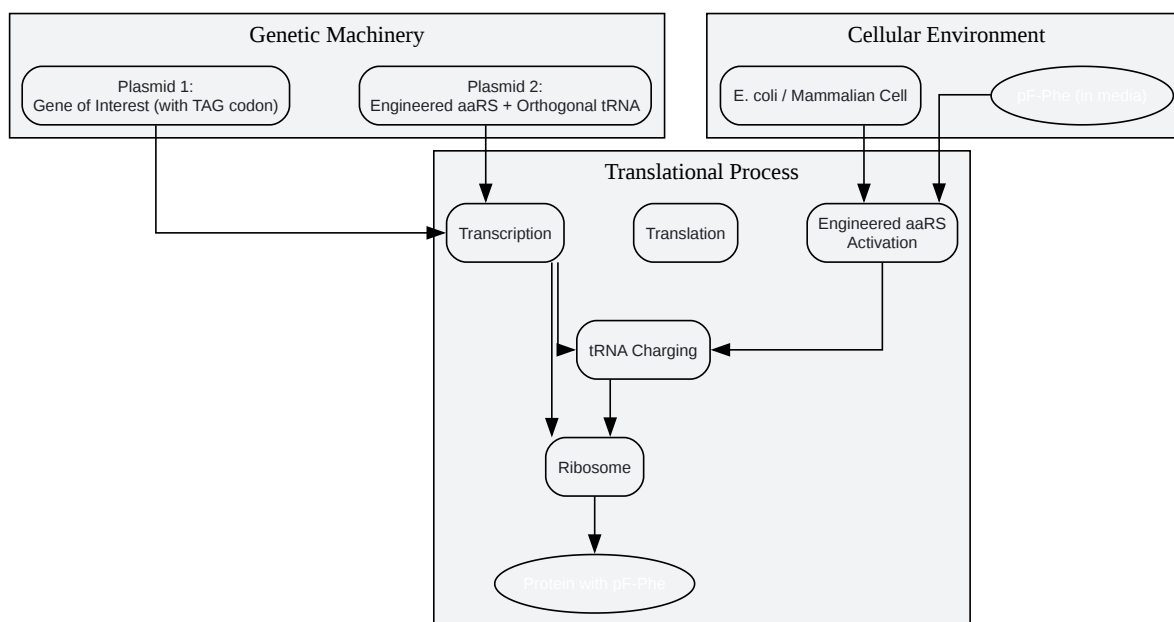 Genetic Machinery
Cellular Environment
Plasmid 1:
Gene of Interest (with TAG codon)
Plasmid 2:
Engineered aaRS + Orthogonal tRNA
E. coli / Mammalian Cell
pF-Phe (in media)
Translational Process
Transcription
Translation
Engineered aaRS
Activation
tRNA Charging
Ribosome
Protein with pF-Phe